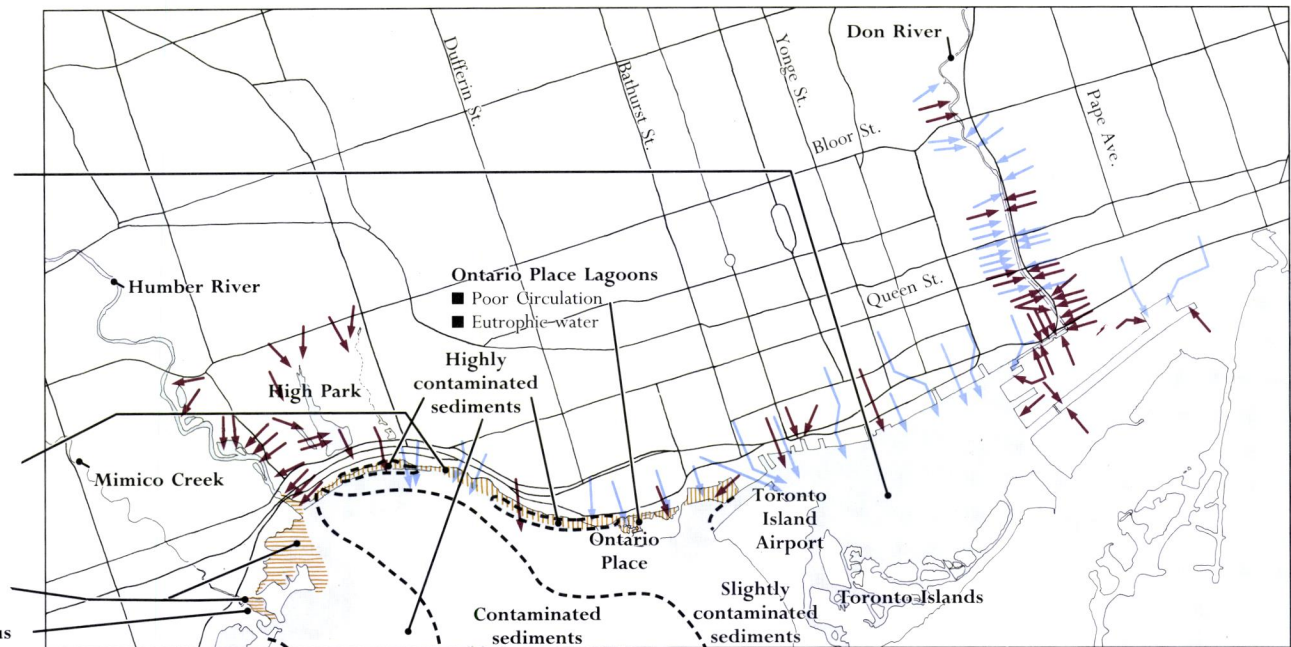 Don River
Dufferin St.
Bathurst St.
Yonge St.
Pape Ave.
Bloor St.
Humber River
Ontario Place Lagoons
■ Poor Circulation
■ Eutrophic water
Queen St.
Highly
contaminated
sediments
High Park
Mimico Creek
Toronto
Island
Airport
Ontario
Place
Slightly
contaminated
sediments
Toronto Islands
Contaminated
sediments